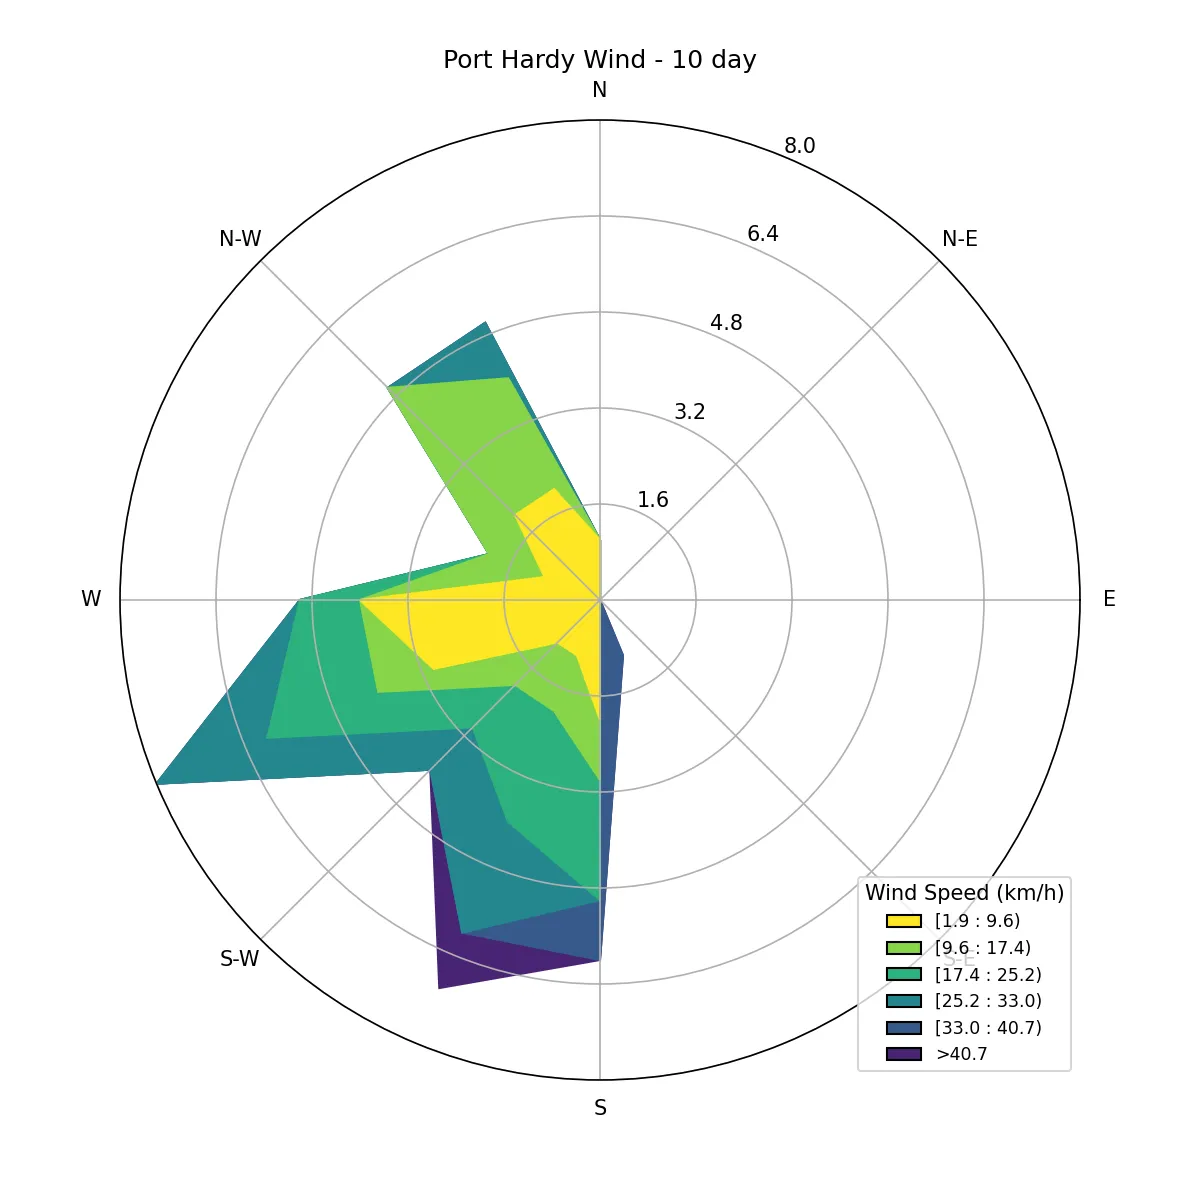 Port Hardy Wind - 10 day
N
8.0
N-W
N-E
6.4
4.8
3.2
1.6
W
E
Wind Speed (km/h)
[1.9 : 9.6)
[9.6 : 17.4)
S-W
S-E
[17.4 : 25.2)
[25.2 : 33.0)
[33.0 : 40.7)
>40.7
S